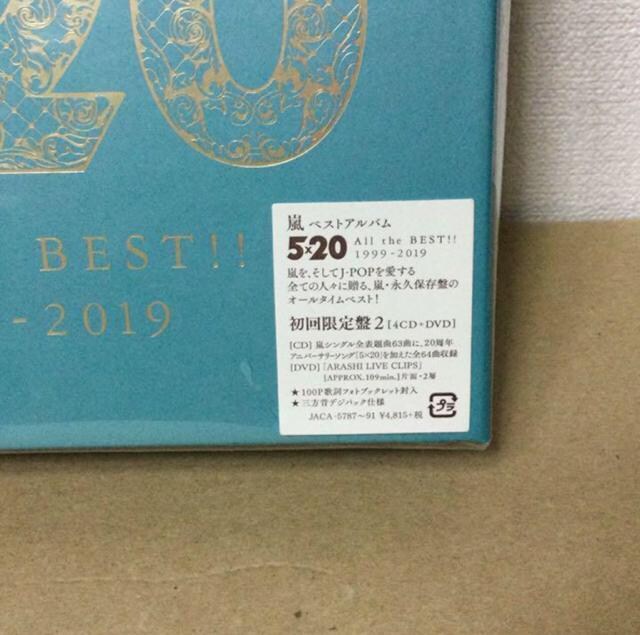 20
BEST!!
-2019
嵐 ベストアルバム
5×20 All the BEST!!
1999-2019
嵐を、そしてJ-POPを愛する
全ての人々に贈る、嵐・永久保存盤の
オールタイムベスト!
初回限定盤2 [4CD+DVD]
[CD] 嵐シングル全表題曲63曲に、20周年
アニバーサリーソング「5×20」を加えた全64曲収録
[DVD]「ARASHI LIVE CLIPS」
[APPROX.109min.]片面・2層
★100P歌詞フォトブックレット封入
★三方背デジパック仕様
JACA-5787~91 ¥4,815+税
プラ